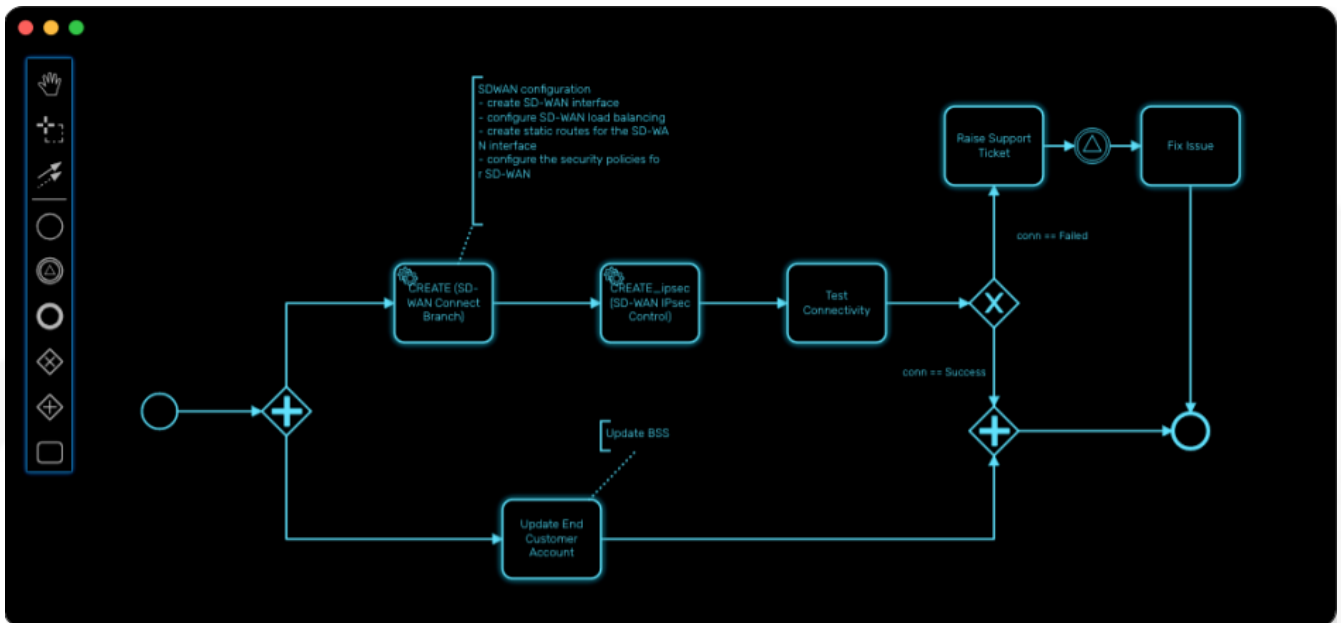 SDWAN configuration
- create SD-WAN interface
- configure SD-WAN load balancing
- create static routes for the SD-WA
N interface
- configure the security policies fo
r SD-WAN
Raise Support
Ticket
Fix Issue
conn == Failed
CREATE (SD-
WAN Connect
Branch)
CREATE_ipsec
(SD-WAN IPsec
Control)
Test
Connectivity
X
conn == Success
Update BSS
Update End
Customer
Account